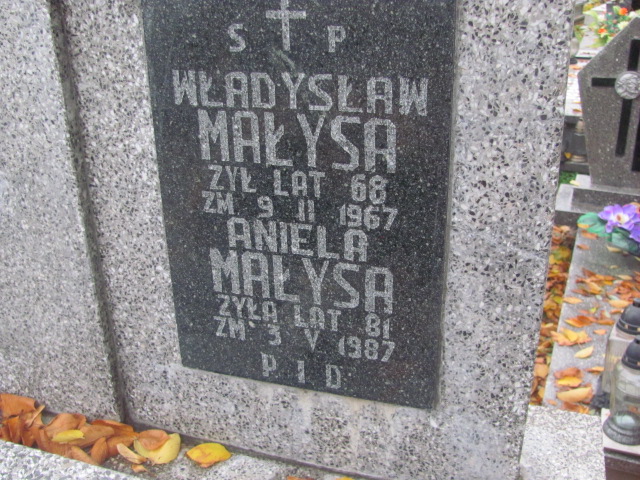 Ś P
WŁADYSŁAW
MAŁYSA
ŻYŁ LAT 68
ZM 9 II 1967
ANIELA
MAŁYSA
ŻYŁA LAT 81
ZM 3 V 1987
P I D